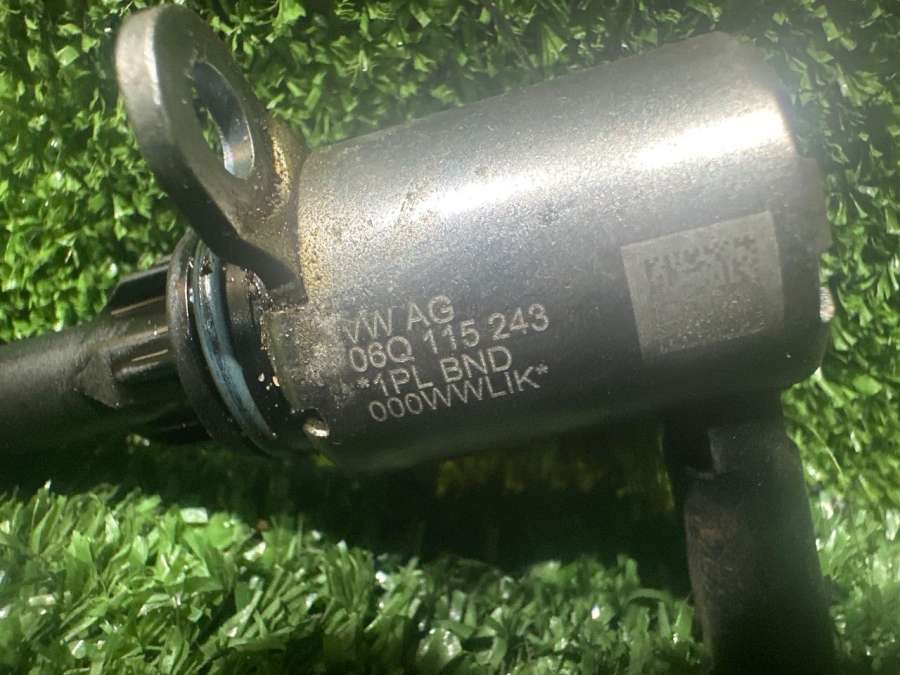 VW AG
06Q 115 243
*1PL BND
000WWLIK*